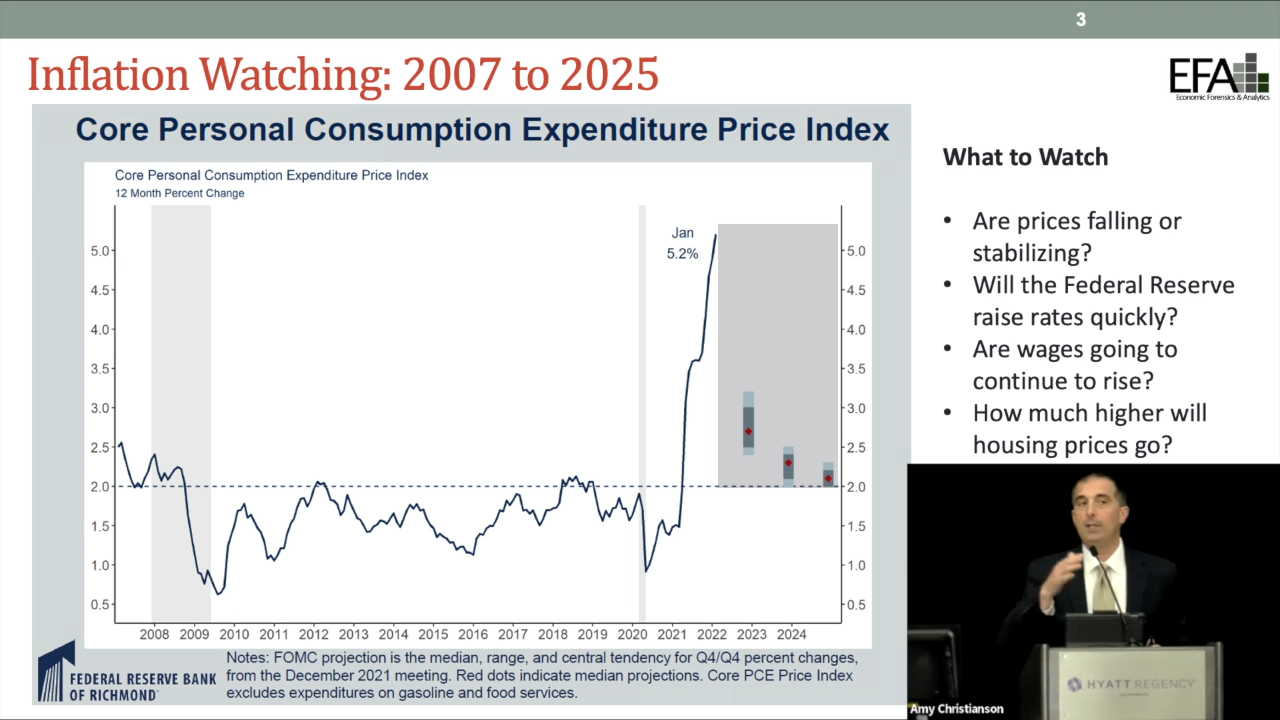 3
Inflation Watching: 2007 to 2025
EFA
Economic Forensics & Analytics
Core Personal Consumption Expenditure Price Index
Core Personal Consumption Expenditure Price Index
12 Month Percent Change
Jan
5.2%
5.0
4.5
4.0
3.5
3.0
2.5
2.0
1.5
1.0
0.5
5.0
4.5
4.0
3.5
3.0
2.5
2.0
1.5
1.0
0.5
2008 2009 2010 2011 2012 2013 2014 2015 2016 2017 2018 2019 2020 2021 2022 2023 2024
FEDERAL RESERVE BANK
OF RICHMOND
Notes: FOMC projection is the median, range, and central tendency for Q4/Q4 percent changes,
from the December 2021 meeting. Red dots indicate median projections. Core PCE Price Index
excludes expenditures on gasoline and food services.
What to Watch
• Are prices falling or
stabilizing?
• Will the Federal Reserve
raise rates quickly?
• Are wages going to
continue to rise?
• How much higher will
housing prices go?
HYATT REGENCY
Amy Christianson